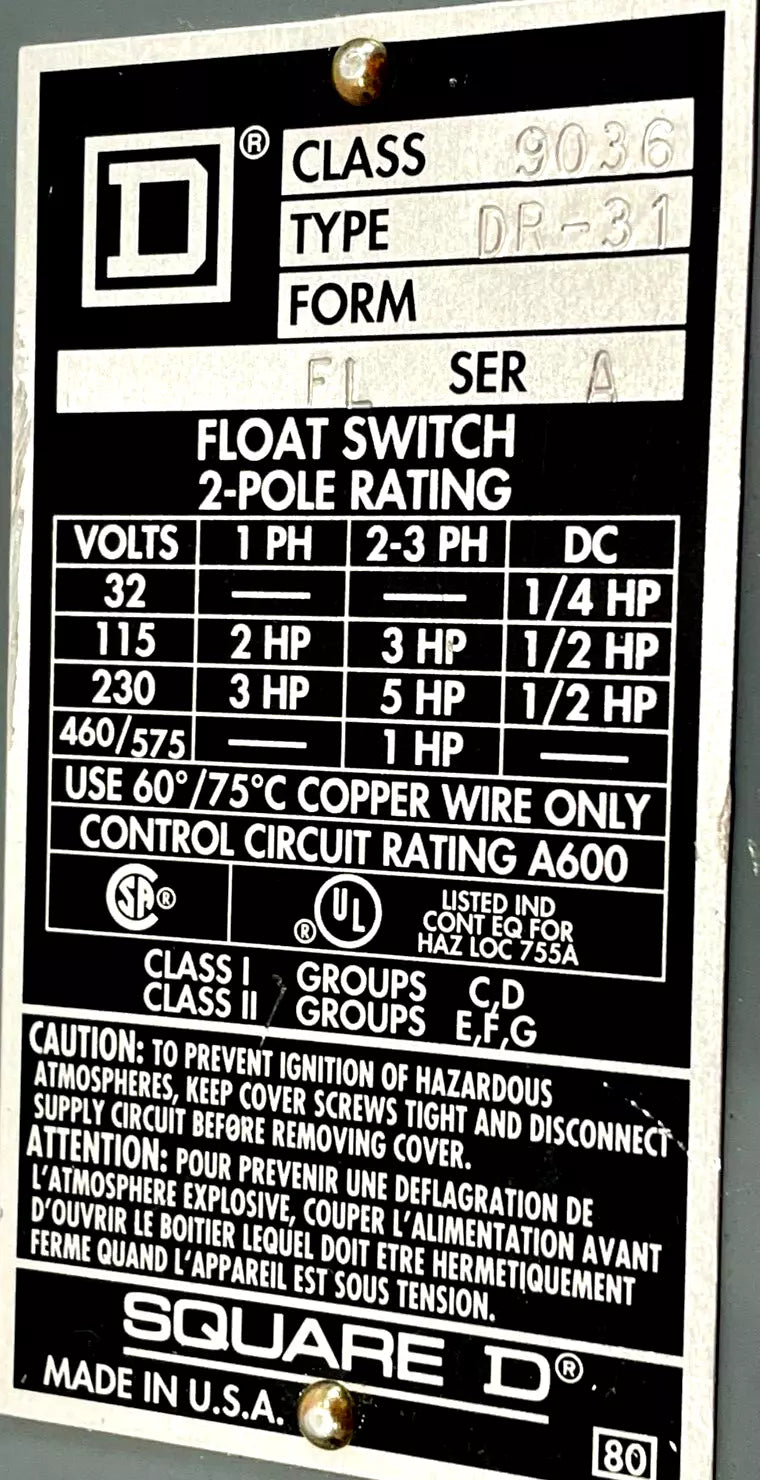 D®
CLASS 9036
TYPE DR-31
FORM
FL SER A
FLOAT SWITCH
2-POLE RATING
VOLTS 1 PH 2-3 PH DC
32 — — 1/4 HP
115 2 HP 3 HP 1/2 HP
230 3 HP 5 HP 1/2 HP
460/575 — 1 HP —
USE 60°/75°C COPPER WIRE ONLY
CONTROL CIRCUIT RATING A600
SA® ®UL LISTED IND
CONT EQ FOR
HAZ LOC 755A
CLASS I GROUPS C,D
CLASS II GROUPS E,F,G
CAUTION: TO PREVENT IGNITION OF HAZARDOUS
ATMOSPHERES, KEEP COVER SCREWS TIGHT AND DISCONNECT
SUPPLY CIRCUIT BEFORE REMOVING COVER.
ATTENTION: POUR PREVENIR UNE DEFLAGRATION DE
L'ATMOSPHERE EXPLOSIVE, COUPER L'ALIMENTATION AVANT
D'OUVRIR LE BOITIER LEQUEL DOIT ETRE HERMETIQUEMENT
FERME QUAND L'APPAREIL EST SOUS TENSION.
SQUARE D®
MADE IN U.S.A.
80